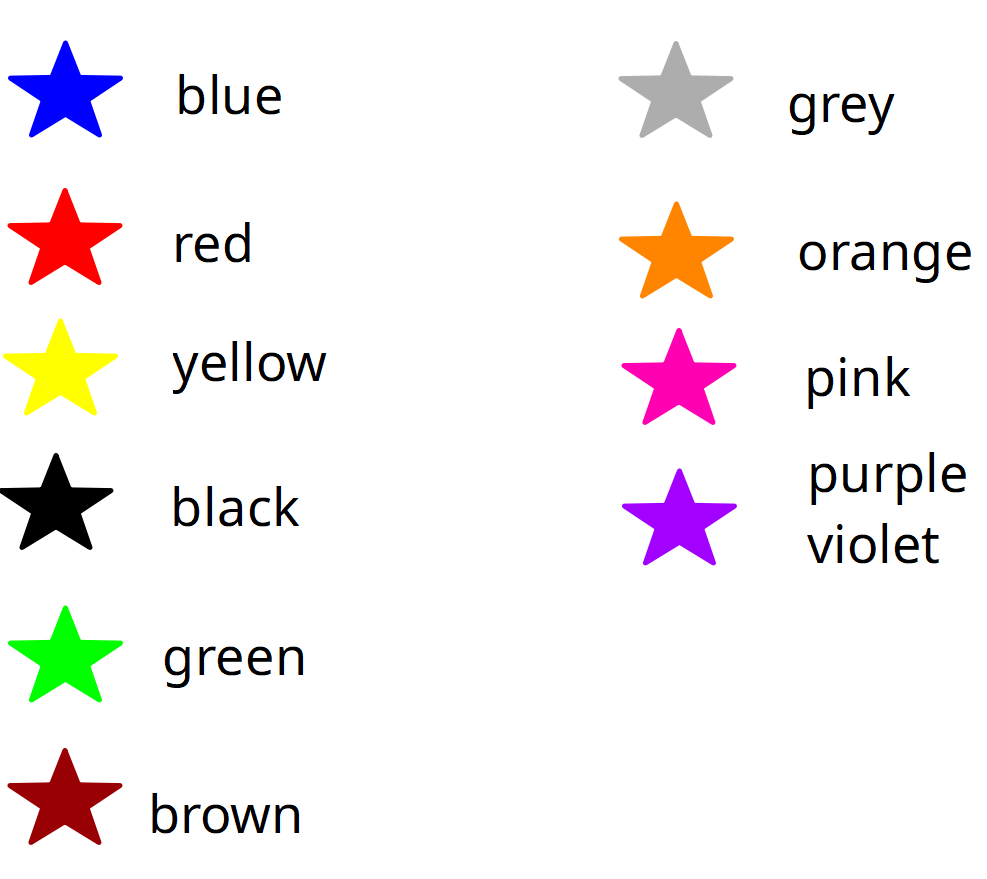 blue
red
yellow
black
green
brown
grey
orange
pink
purple
violet